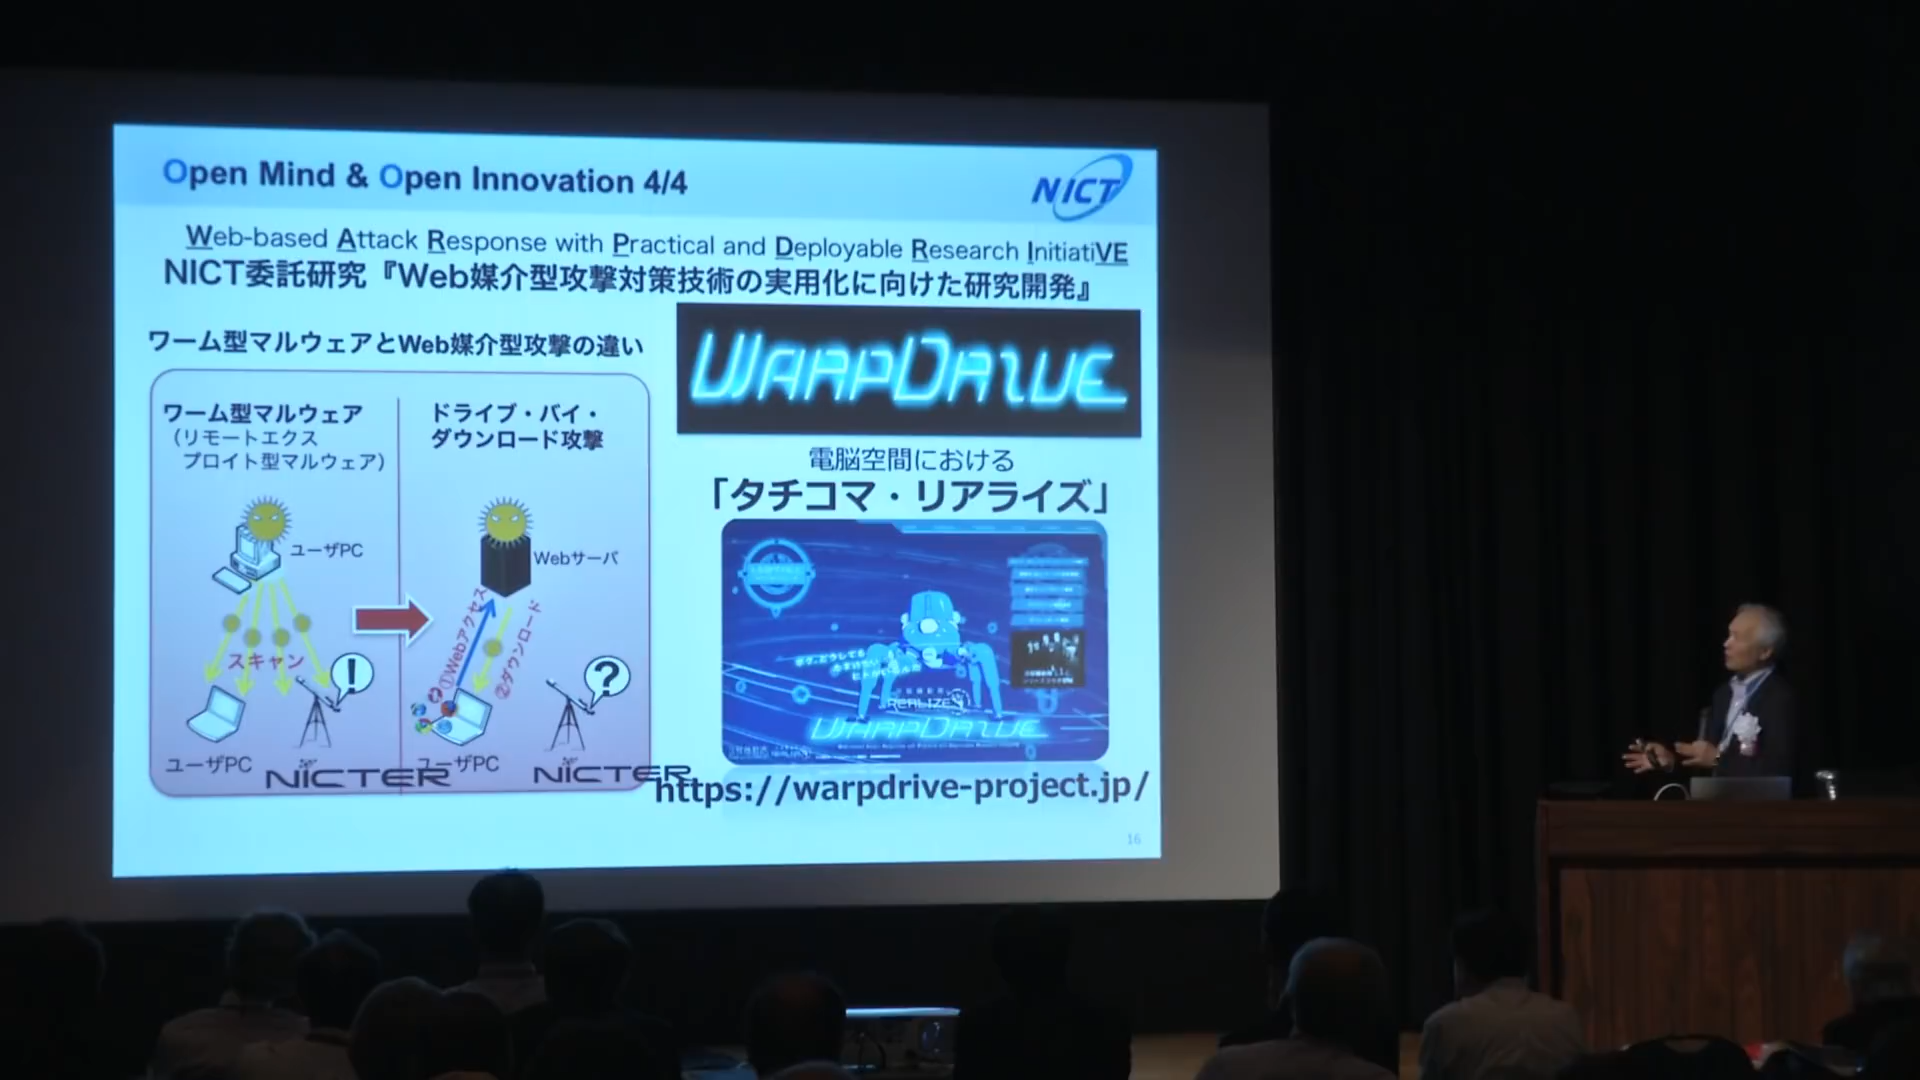 Open Mind & Open Innovation 4/4
NICT
Web-based Attack Response with Practical and Deployable Research InitiatiVE
NICT委託研究『Web媒介型攻撃対策技術の実用化に向けた研究開発』
ワーム型マルウェアとWeb媒介型攻撃の違い
ワーム型マルウェア
（リモートエクス
プロイト型マルウェア）
ユーザPC
スキャン
!
ユーザPC
NICTER
ドライブ・バイ・
ダウンロード攻撃
Webサーバ
①Webアクセス
②ダウンロード
?
ユーザPC
NICTER
WARPDRIVE
電脳空間における
「タチコマ・リアライズ」
REALIZE
WARPDRIVE
https://warpdrive-project.jp/
16